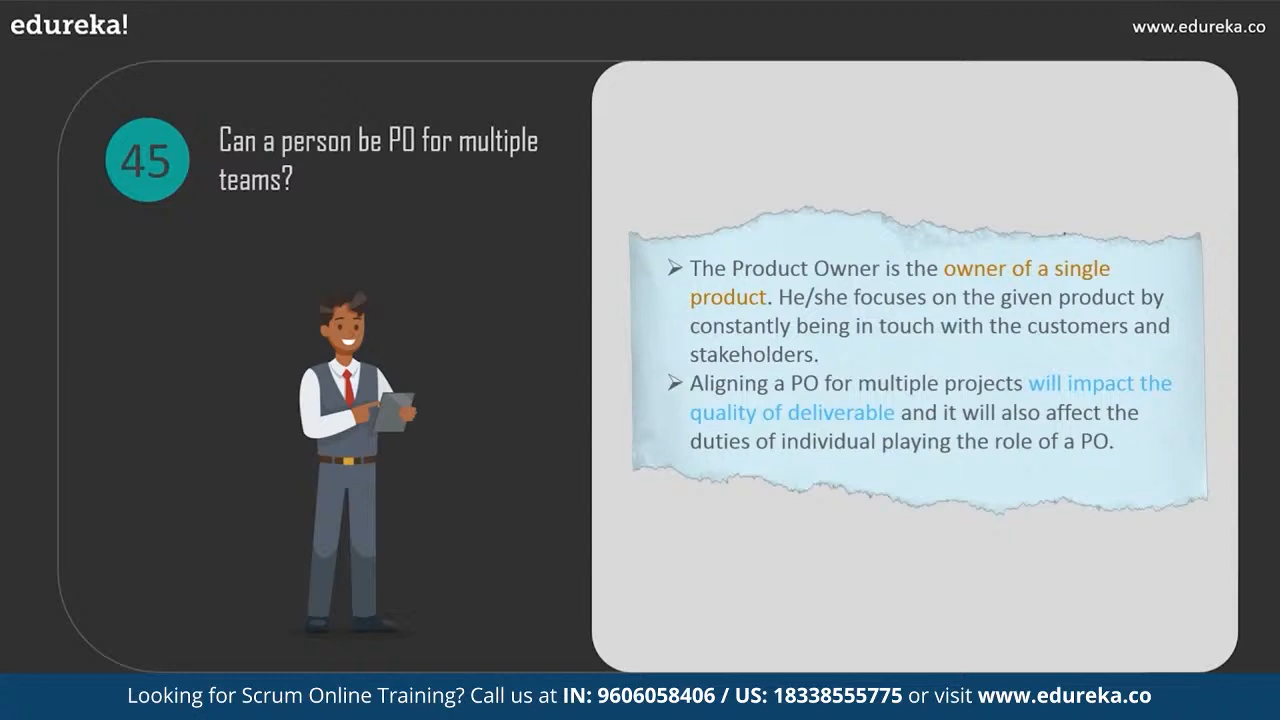 edureka!
www.edureka.co
45
Can a person be PO for multiple
teams?
➢ The Product Owner is the owner of a single
product. He/she focuses on the given product by
constantly being in touch with the customers and
stakeholders.
➢ Aligning a PO for multiple projects will impact the
quality of deliverable and it will also affect the
duties of individual playing the role of a PO.
Looking for Scrum Online Training? Call us at IN: 9606058406 / US: 18338555775 or visit www.edureka.co